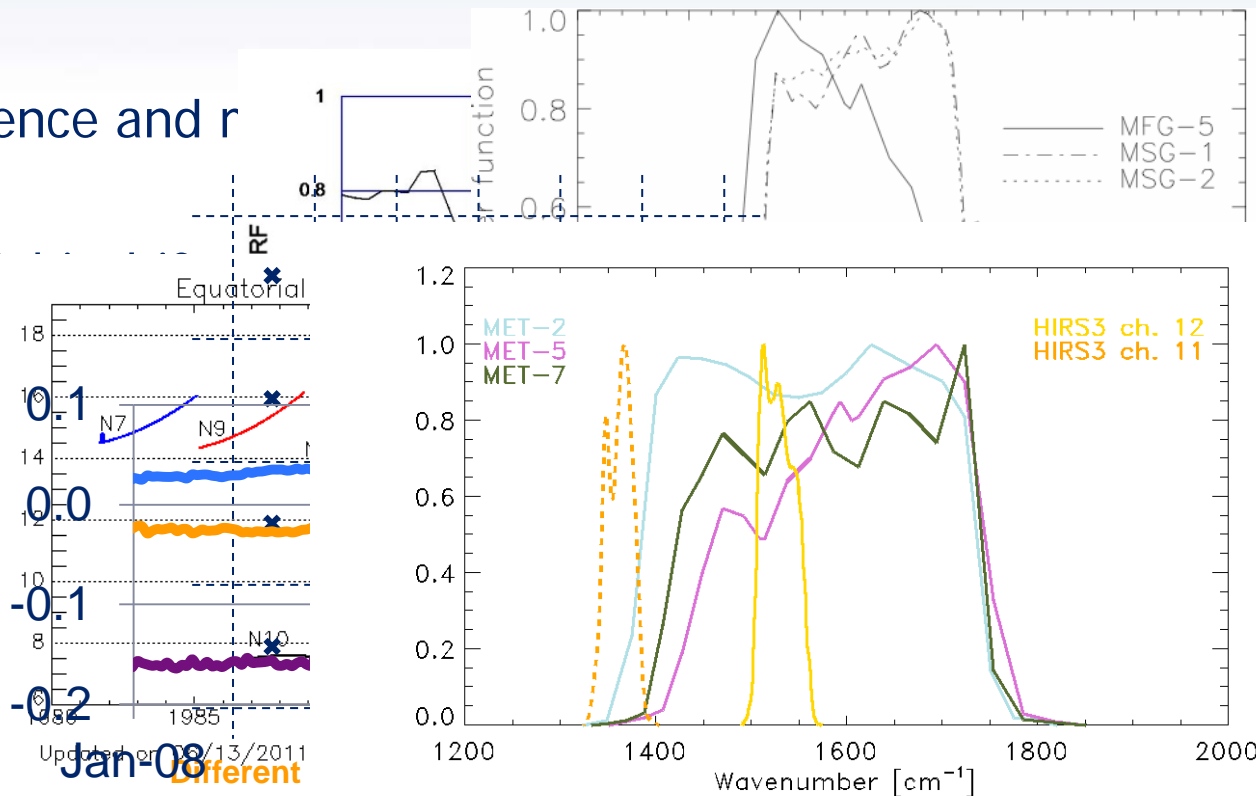 1.0
ence and r
1
0.8
function
MFG-5
MSG-1
MSG-2
0.8
0.6
RF
Equatorial
18
16
0.1
N7
N9
14
0.0
12
10
-0.1
8
N10
-0.2
1985
Updated on 06/13/2011
Jan-08
Different
1.2
1.0
0.8
0.6
0.4
0.2
0.0
MET-2
MET-5
MET-7
HIRS3 ch. 12
HIRS3 ch. 11
1200
1400
1600
1800
2000
Wavenumber [cm⁻¹]